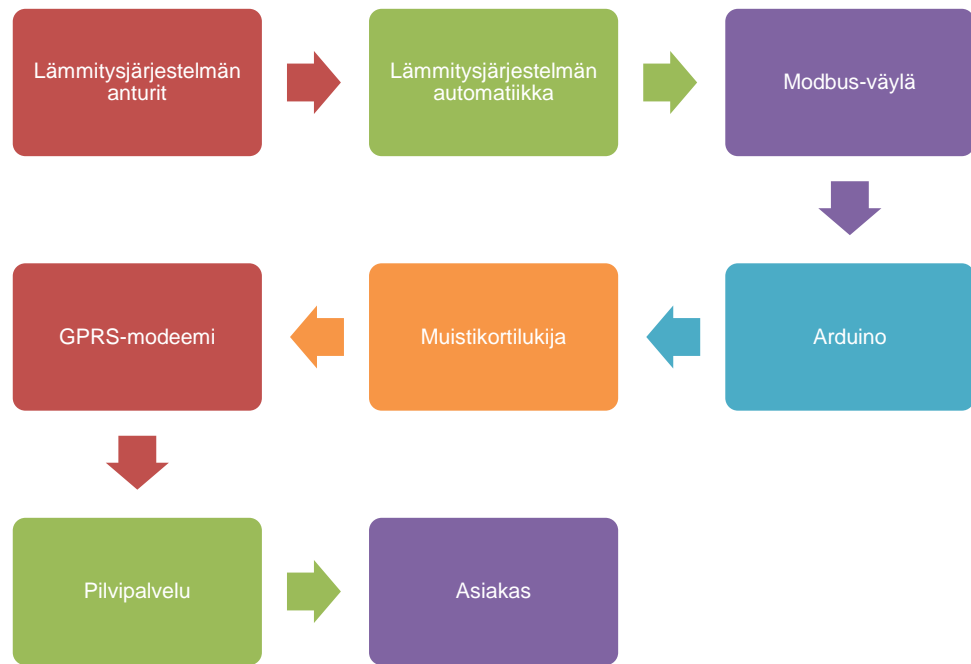 Lämmitysjärjestelmän
anturit
Lämmitysjärjestelmän
automatiikka
Modbus-väylä
Arduino
Muistikortilukija
GPRS-modeemi
Pilvipalvelu
Asiakas